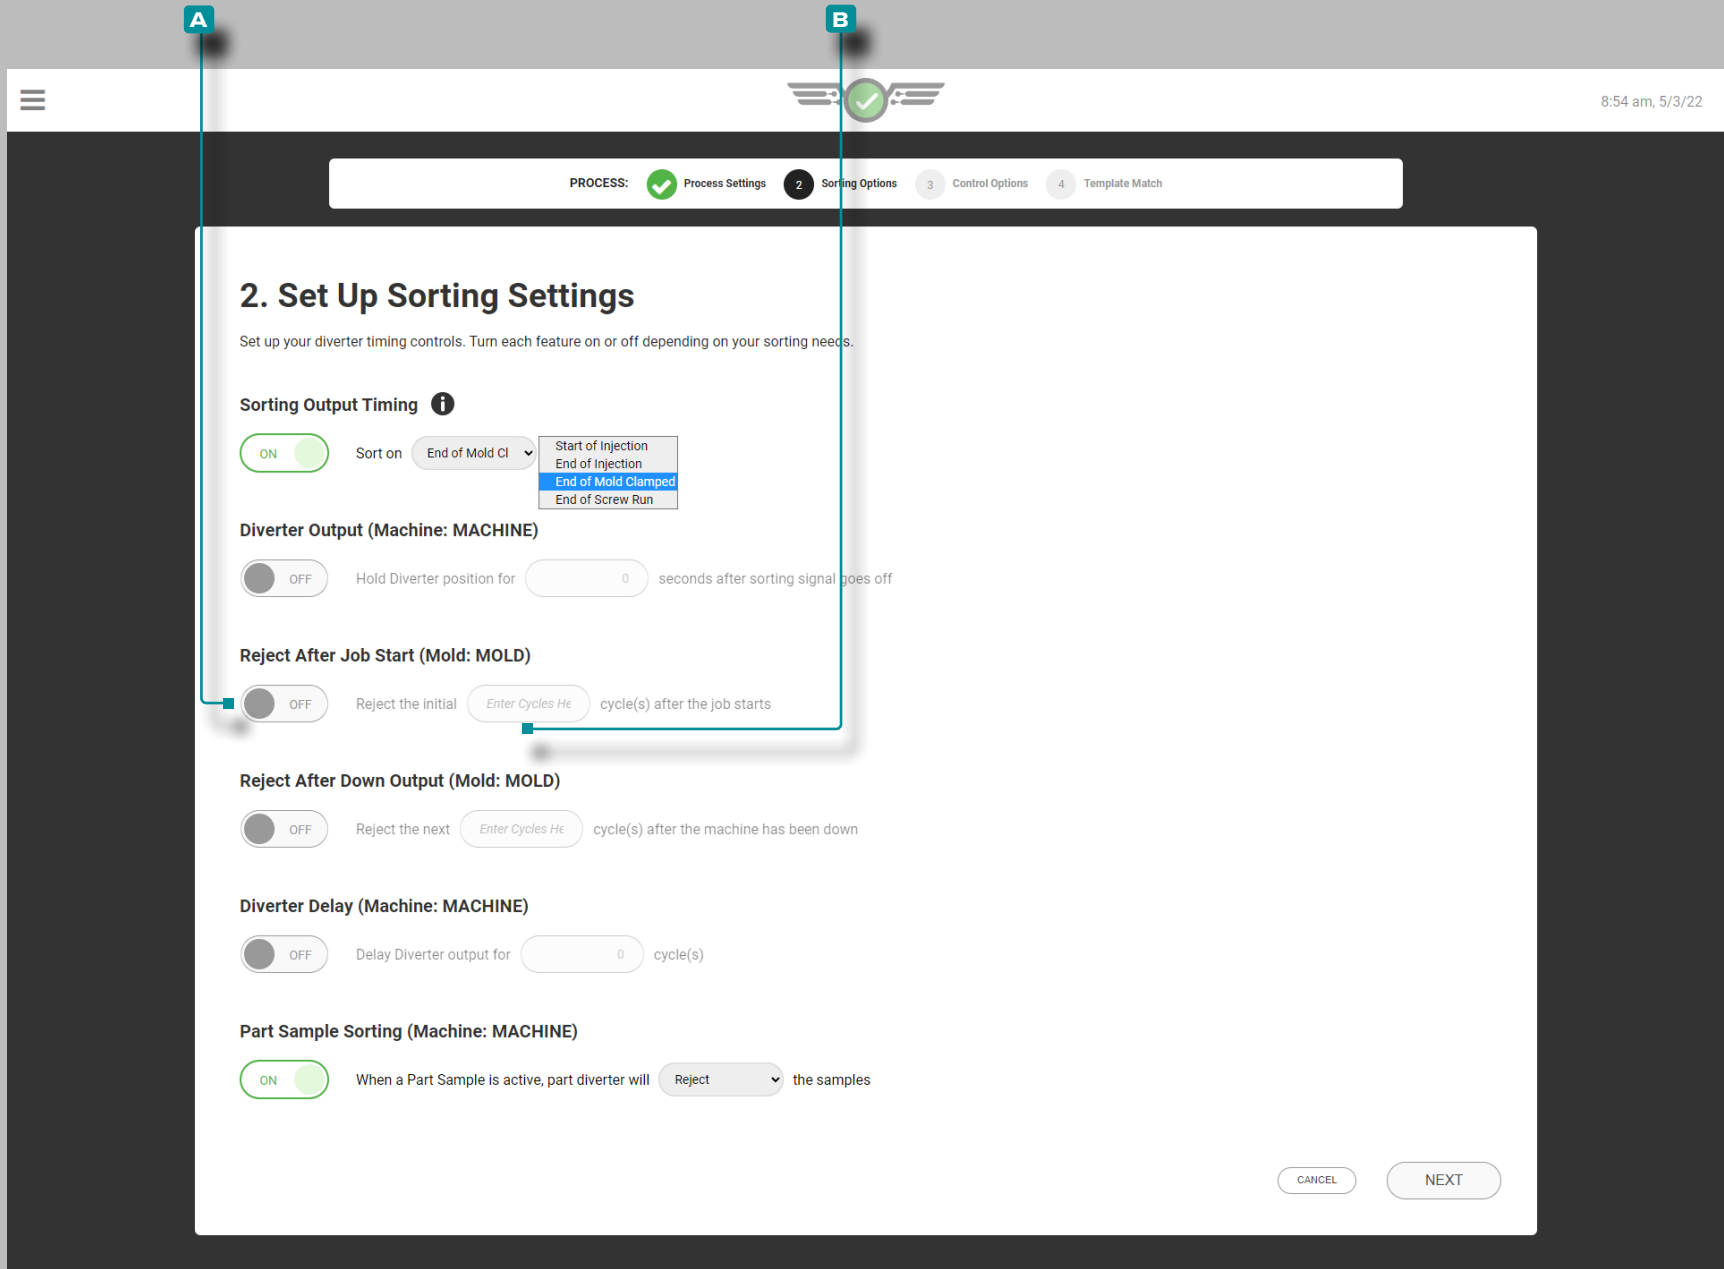 A
B
8:54 am, 5/3/22
PROCESS: Process Settings 2 Sorting Options 3 Control Options 4 Template Match
2. Set Up Sorting Settings
Set up your diverter timing controls. Turn each feature on or off depending on your sorting needs.
Sorting Output Timing i
ON Sort on End of Mold Cl
Start of Injection
End of Injection
End of Mold Clamped
End of Screw Run
Diverter Output (Machine: MACHINE)
OFF Hold Diverter position for 0 seconds after sorting signal goes off
Reject After Job Start (Mold: MOLD)
OFF Reject the initial Enter Cycles He cycle(s) after the job starts
Reject After Down Output (Mold: MOLD)
OFF Reject the next Enter Cycles He cycle(s) after the machine has been down
Diverter Delay (Machine: MACHINE)
OFF Delay Diverter output for 0 cycle(s)
Part Sample Sorting (Machine: MACHINE)
ON When a Part Sample is active, part diverter will Reject the samples
CANCEL NEXT